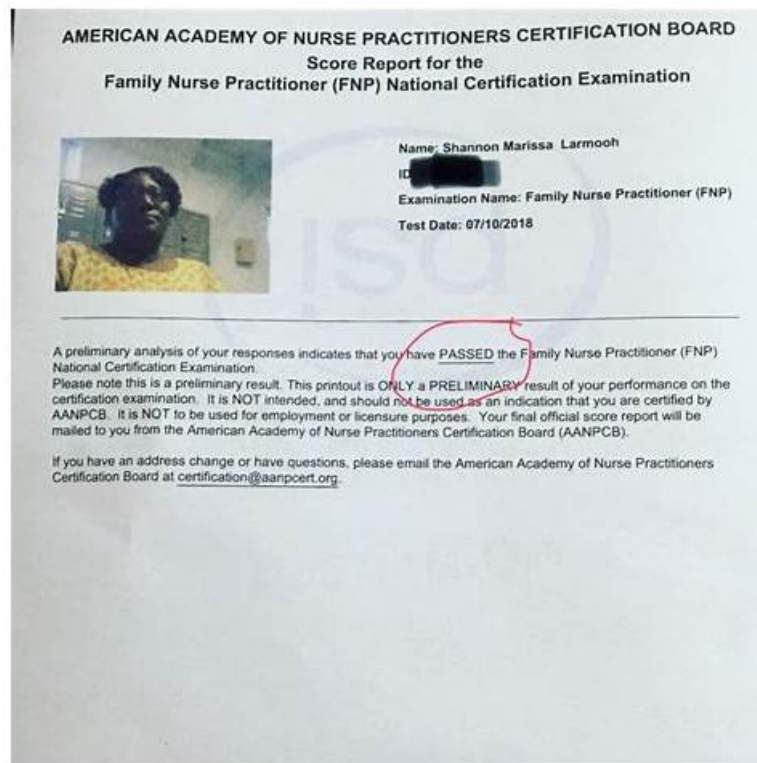 AMERICAN ACADEMY OF NURSE PRACTITIONERS CERTIFICATION BOARD
Score Report for the
Family Nurse Practitioner (FNP) National Certification Examination
Name: Shannon Marissa Larmooh
ID
Examination Name: Family Nurse Practitioner (FNP)
Test Date: 07/10/2018
psi
A preliminary analysis of your responses indicates that you have PASSED the Family Nurse Practitioner (FNP)
National Certification Examination.
Please note this is a preliminary result. This printout is ONLY a PRELIMINARY result of your performance on the
certification examination. It is NOT intended, and should not be used as an indication that you are certified by
AANPCB. It is NOT to be used for employment or licensure purposes. Your final official score report will be
mailed to you from the American Academy of Nurse Practitioners Certification Board (AANPCB).
If you have an address change or have questions, please email the American Academy of Nurse Practitioners
Certification Board at certification@aanpcert.org.